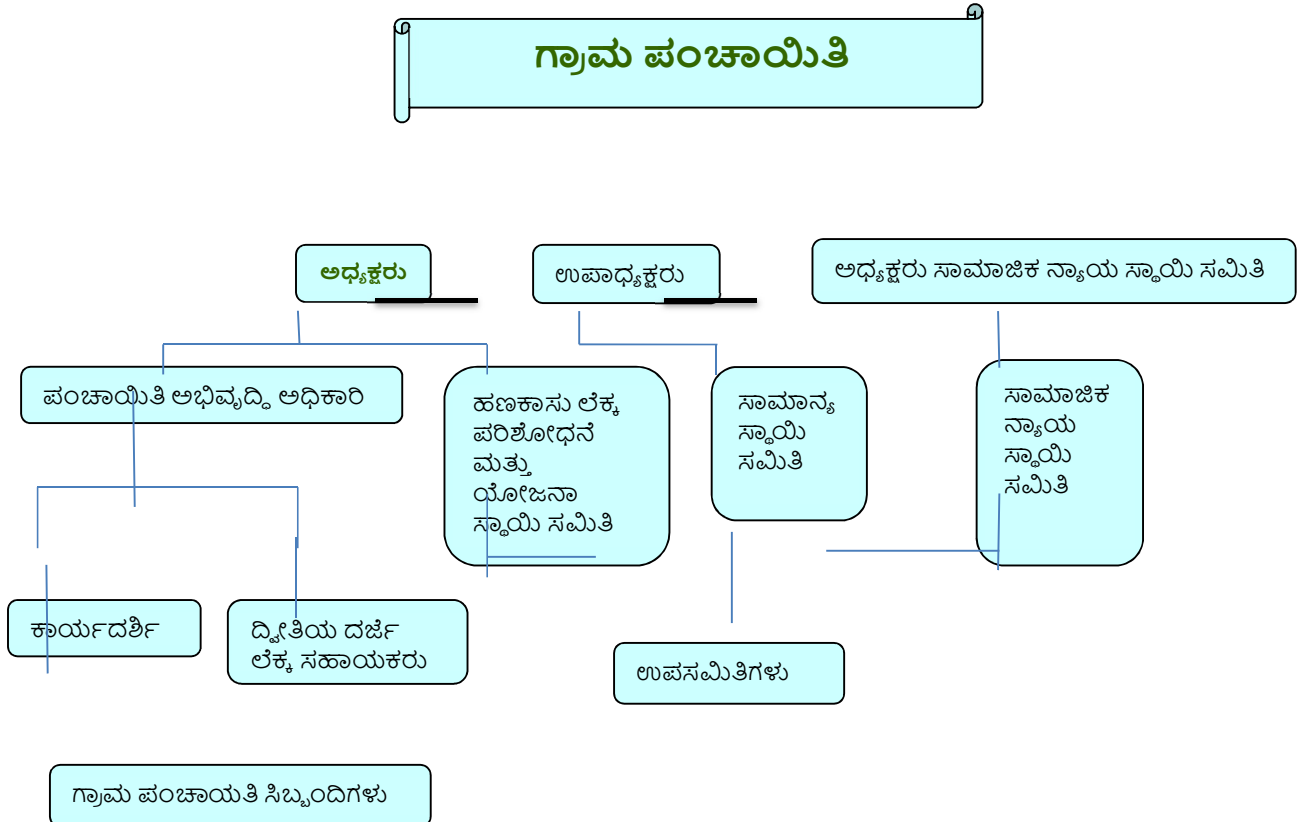 ಗ್ರಾಮ ಪಂಚಾಯಿತಿ
ಅಧ್ಯಕ್ಷರು
ಉಪಾಧ್ಯಕ್ಷರು
ಅಧ್ಯಕ್ಷರು ಸಾಮಾಜಿಕ ನ್ಯಾಯ ಸ್ಥಾಯಿ ಸಮಿತಿ
ಪಂಚಾಯಿತಿ ಅಭಿವೃದ್ಧಿ ಅಧಿಕಾರಿ
ಹಣಕಾಸು ಲೆಕ್ಕ
ಪರಿಶೋಧನೆ
ಮತ್ತು
ಯೋಜನಾ
ಸ್ಥಾಯಿ ಸಮಿತಿ
ಸಾಮಾನ್ಯ
ಸ್ಥಾಯಿ
ಸಮಿತಿ
ಸಾಮಾಜಿಕ
ನ್ಯಾಯ
ಸ್ಥಾಯಿ
ಸಮಿತಿ
ಕಾರ್ಯದರ್ಶಿ
ದ್ವಿತೀಯ ದರ್ಜೆ
ಲೆಕ್ಕ ಸಹಾಯಕರು
ಉಪಸಮಿತಿಗಳು
ಗ್ರಾಮ ಪಂಚಾಯತಿ ಸಿಬ್ಬಂದಿಗಳು